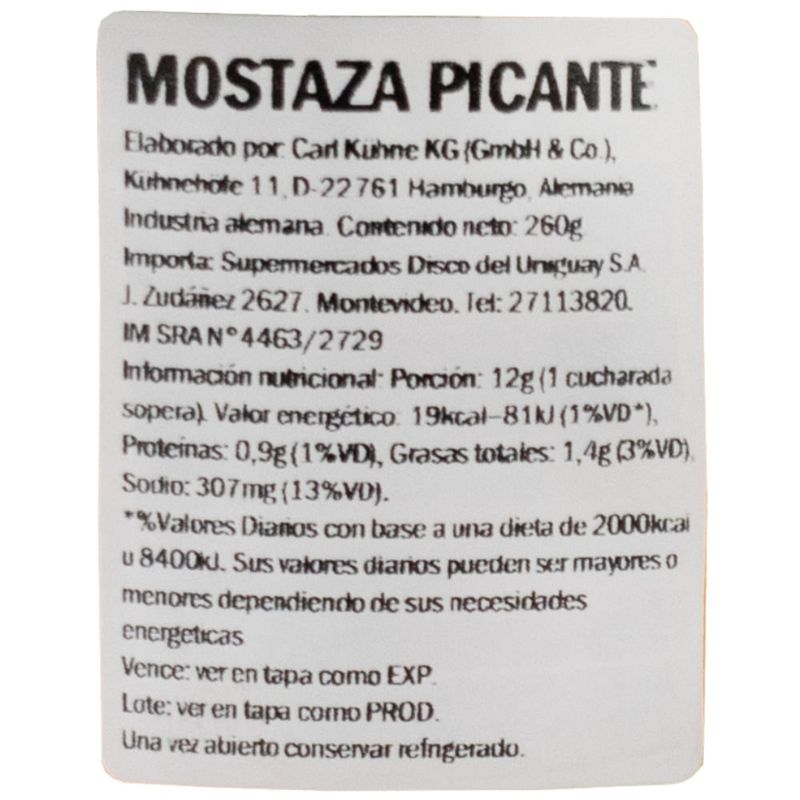 MOSTAZA PICANTE
Elaborado por: Carl Kühne KG (GmbH & Co.),
Kühnehöfe 11, D-22761 Hamburgo, Alemania
Industria alemana. Contenido neto: 260g
Importa: Supermercados Disco del Uruguay S.A.
J. Zudáñez 2627. Montevideo. Tel: 27113820.
IM SRA N°4463/2729
Información nutricional: Porción: 12g (1 cucharada
sopera). Valor energético: 19kcal-81kJ (1%VD*),
Proteínas: 0,9g (1%VD), Grasas totales: 1,4g (3%VD),
Sodio: 307mg (13%VD).
*%Valores Diarios con base a una dieta de 2000kcal
u 8400kJ. Sus valores diarios pueden ser mayores o
menores dependiendo de sus necesidades
energéticas
Vence: ver en tapa como EXP.
Lote: ver en tapa como PROD.
Una vez abierto conservar refrigerado.